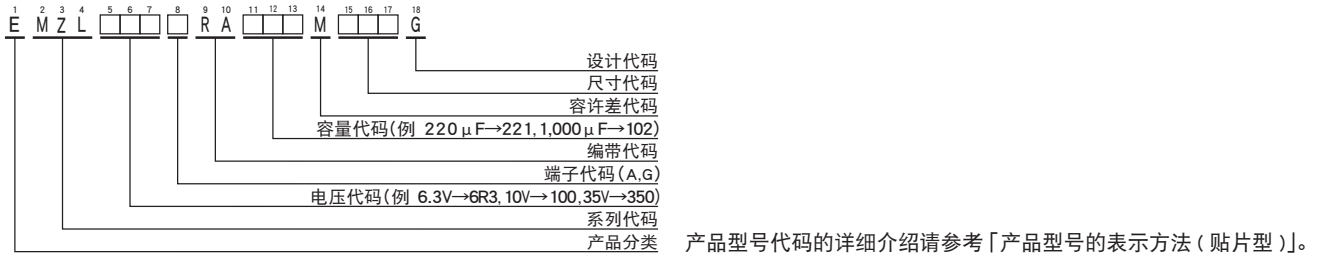 1 2 3 4 5 6 7 8 9 10 11 12 13 14 15 16 17 18
E MZL □□□ □ RA □□□ M □□□ G
设计代码
尺寸代码
容许差代码
容量代码(例 220μF→221,1,000μF→102)
编带代码
端子代码(A,G)
电压代码(例 6.3V→6R3,10V→100,35V→350)
系列代码
产品分类 产品型号代码的详细介绍请参考「产品型号的表示方法(贴片型)」。